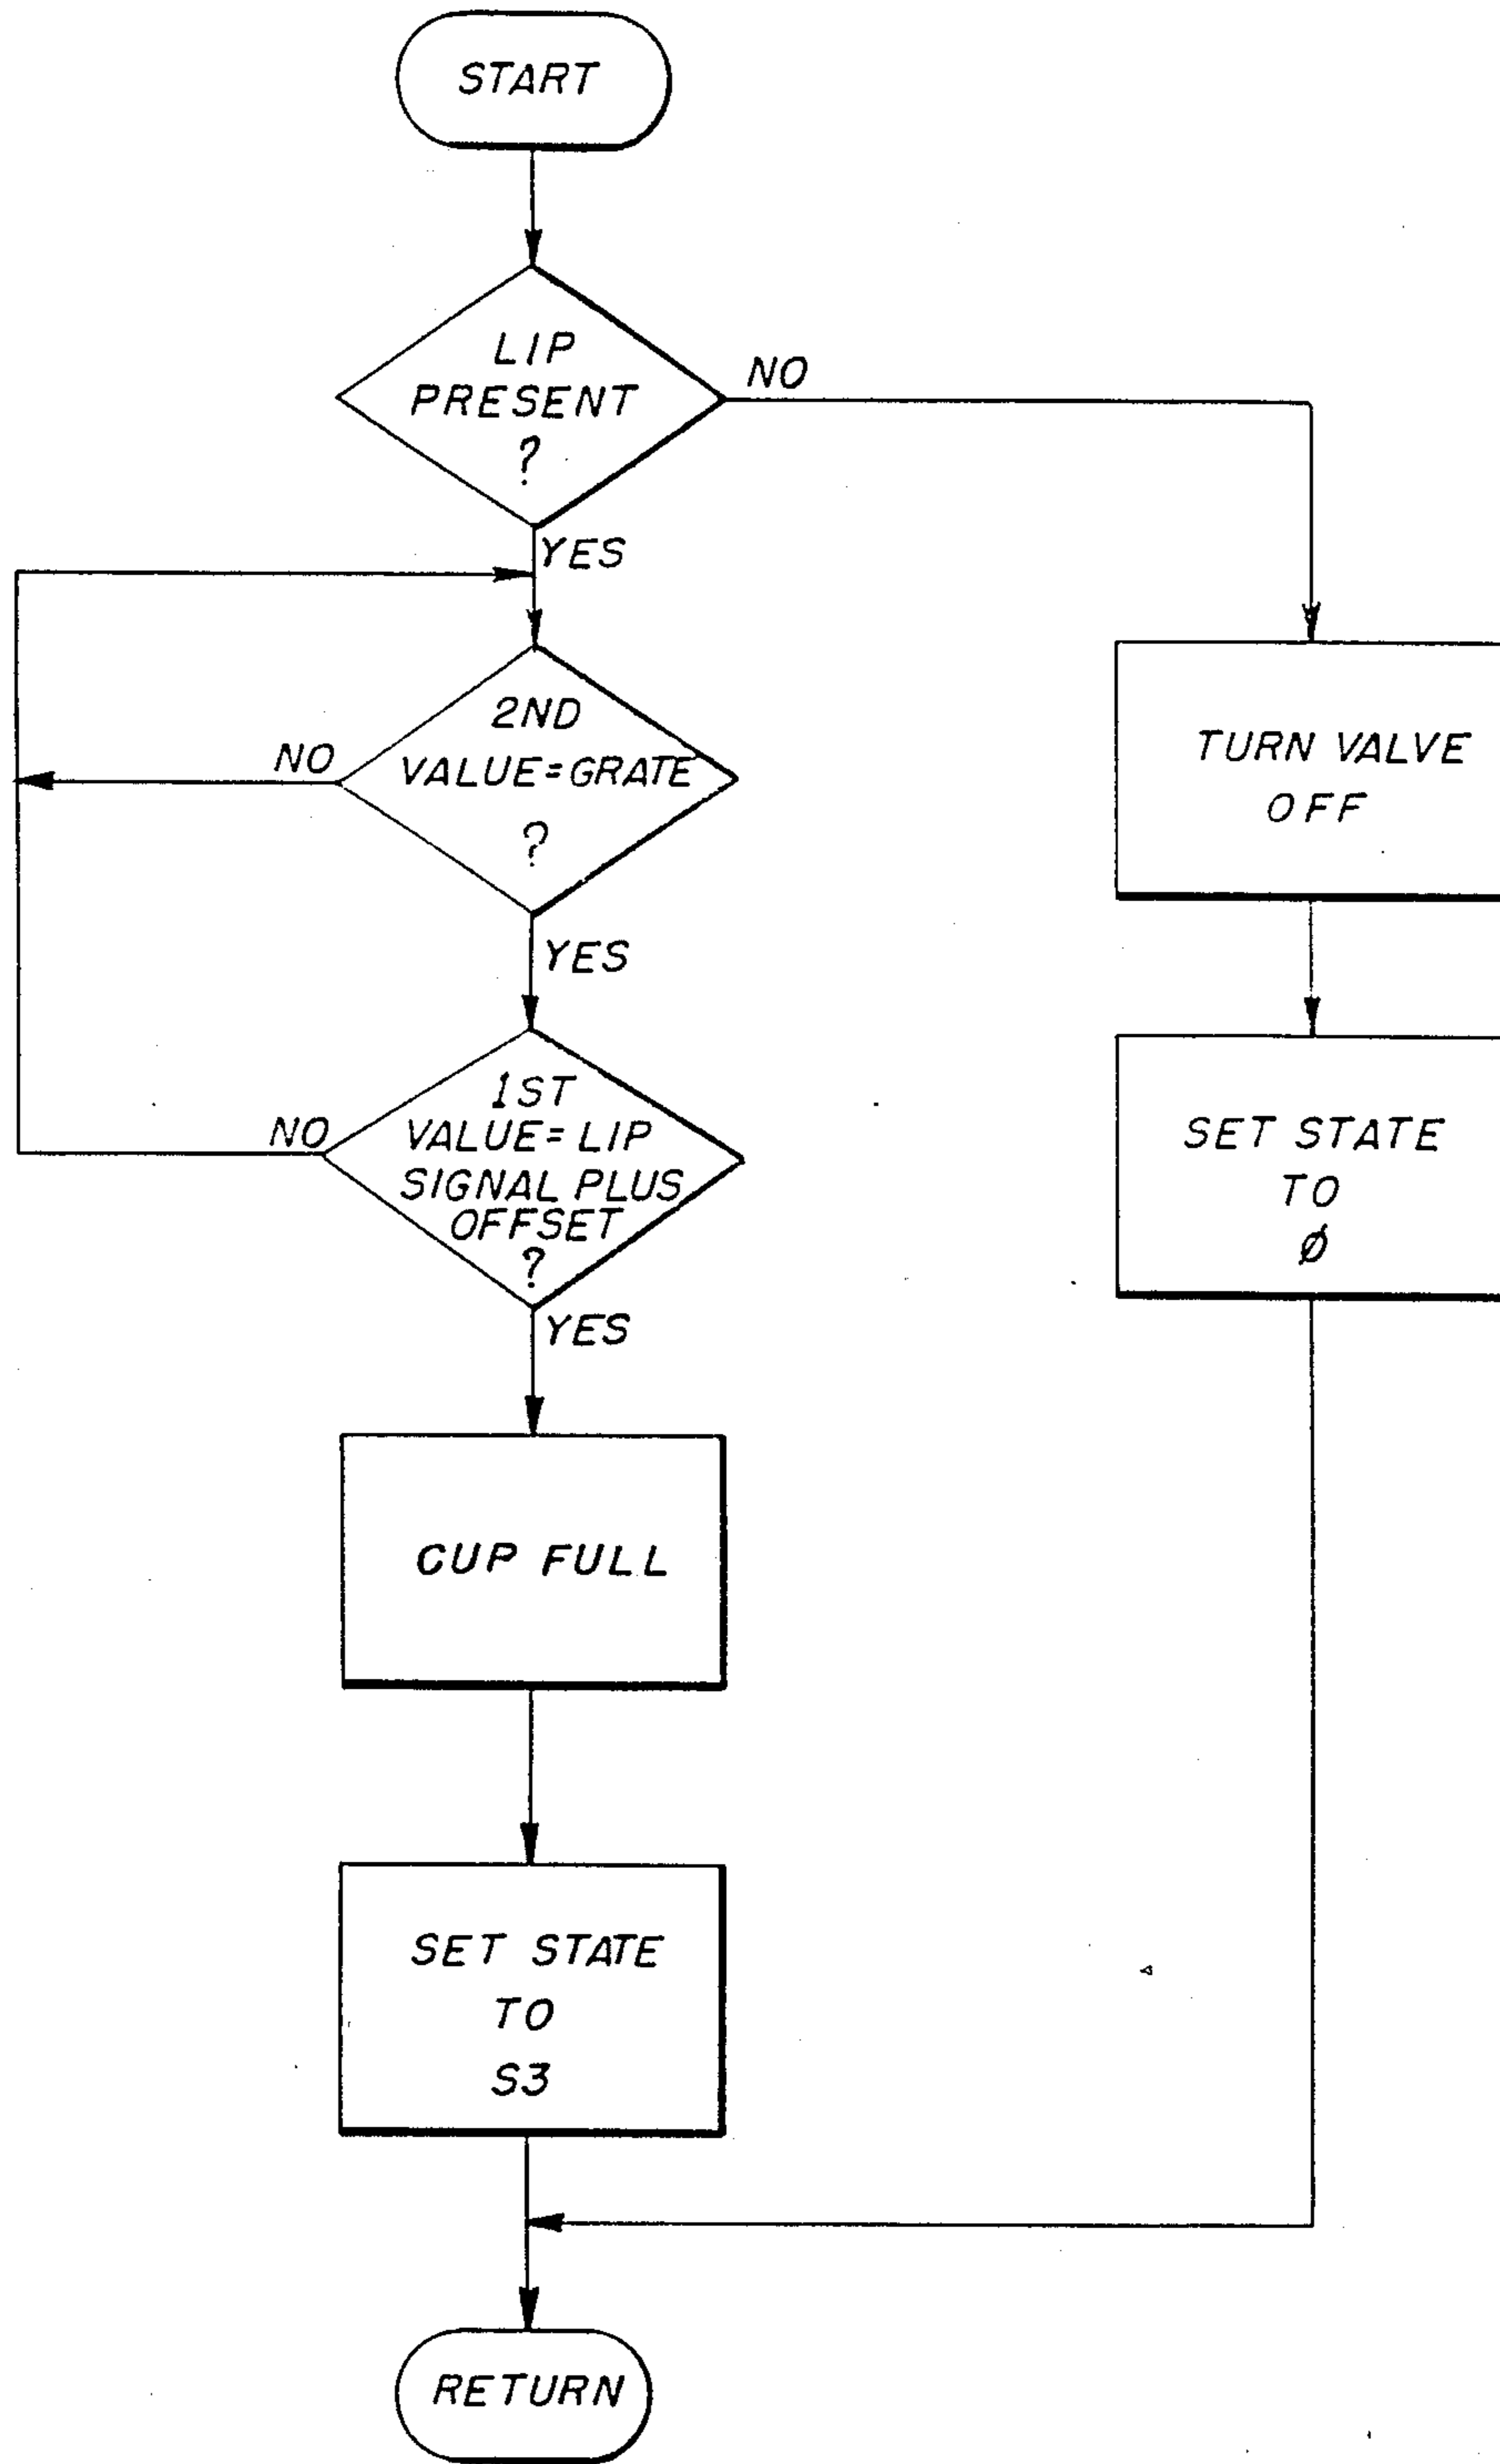 START
LIP
PRESENT
?
NO
YES
2ND
VALUE=GRATE
?
NO
YES
TURN VALVE
OFF
1ST
VALUE=LIP
SIGNAL PLUS
OFFSET
?
NO
YES
SET STATE
TO
Ø
CUP FULL
SET STATE
TO
S3
RETURN